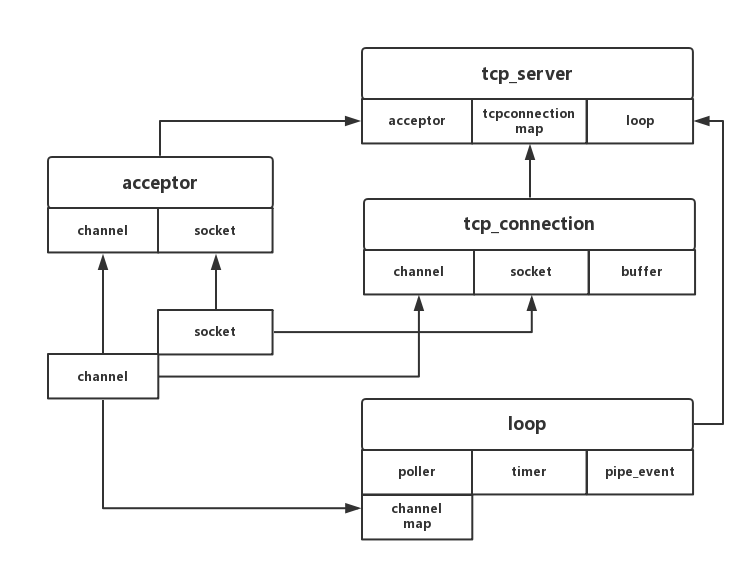 tcp_server
acceptor
tcpconnection
map
loop
acceptor
channel
socket
tcp_connection
channel
socket
buffer
socket
channel
loop
poller
timer
pipe_event
channel
map